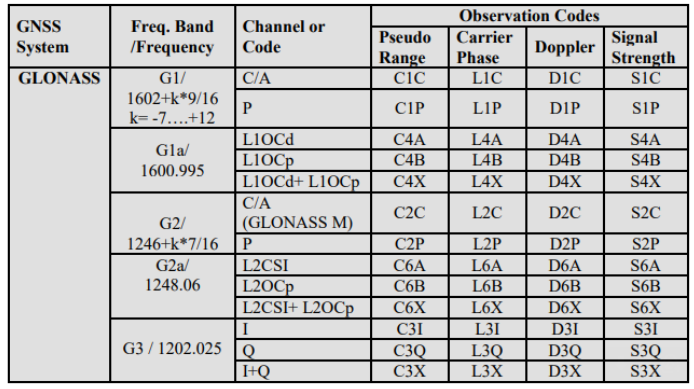 GNSS System | Freq. Band /Frequency | Channel or Code | Observation Codes
Pseudo Range | Carrier Phase | Doppler | Signal Strength
GLONASS | G1/ 1602+k*9/16 k= -7….+12 | C/A | C1C | L1C | D1C | S1C
P | C1P | L1P | D1P | S1P
G1a/ 1600.995 | L1OCd | C4A | L4A | D4A | S4A
L1OCp | C4B | L4B | D4B | S4B
L1OCd+ L1OCp | C4X | L4X | D4X | S4X
G2/ 1246+k*7/16 | C/A (GLONASS M) | C2C | L2C | D2C | S2C
P | C2P | L2P | D2P | S2P
G2a/ 1248.06 | L2CSI | C6A | L6A | D6A | S6A
L2OCp | C6B | L6B | D6B | S6B
L2CSI+ L2OCp | C6X | L6X | D6X | S6X
G3 / 1202.025 | I | C3I | L3I | D3I | S3I
Q | C3Q | L3Q | D3Q | S3Q
I+Q | C3X | L3X | D3X | S3X